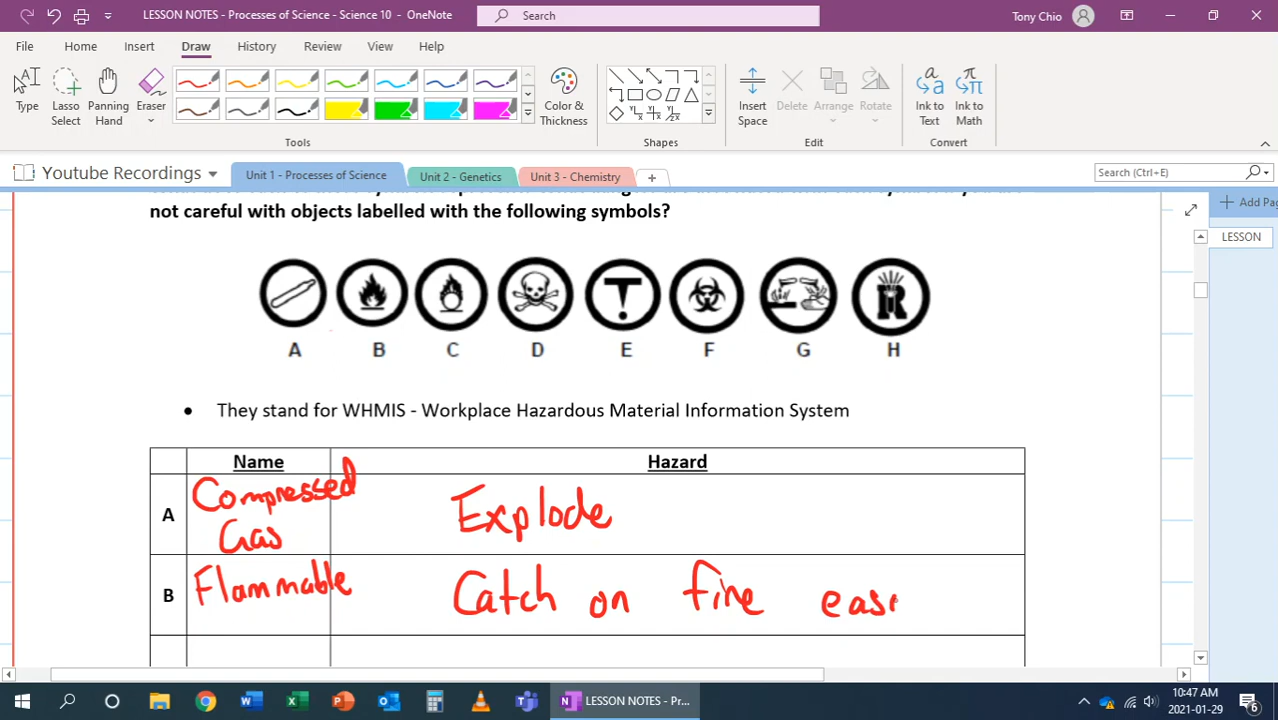 LESSON NOTES - Processes of Science - Science 10 - OneNote
Search
Tony Chio
File Home Insert Draw History Review View Help
Type
Lasso Select
Panning Hand
Eraser
Color & Thickness
Insert Space
Delete
Arrange
Rotate
Ink to Text
Ink to Math
Tools
Shapes
Edit
Convert
Youtube Recordings
Unit 1 - Processes of Science
Unit 2 - Genetics
Unit 3 - Chemistry
Search (Ctrl+E)
Add Pag
LESSON
not careful with objects labelled with the following symbols?
A B C D E F G H
• They stand for WHMIS - Workplace Hazardous Material Information System
Name Hazard
A Compressed Gas Explode
B Flammable Catch on fire easi
LESSON NOTES - Pr...
10:47 AM
2021-01-29
6